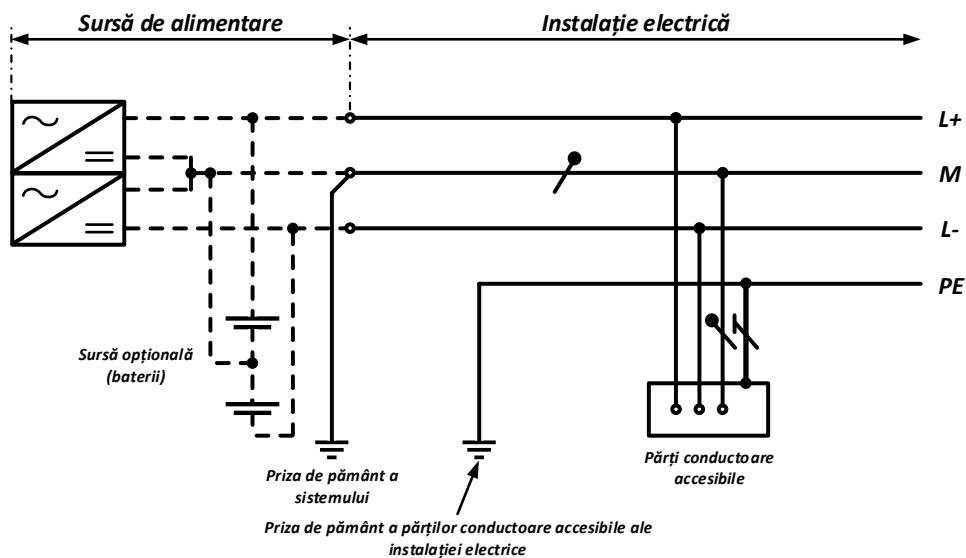 Sursă de alimentare
Instalație electrică
L+
M
L-
PE
Sursă opțională
(baterii)
Priza de pământ a
sistemului
Părți conductoare
accesibile
Priza de pământ a părților conductoare accesibile ale
instalației electrice